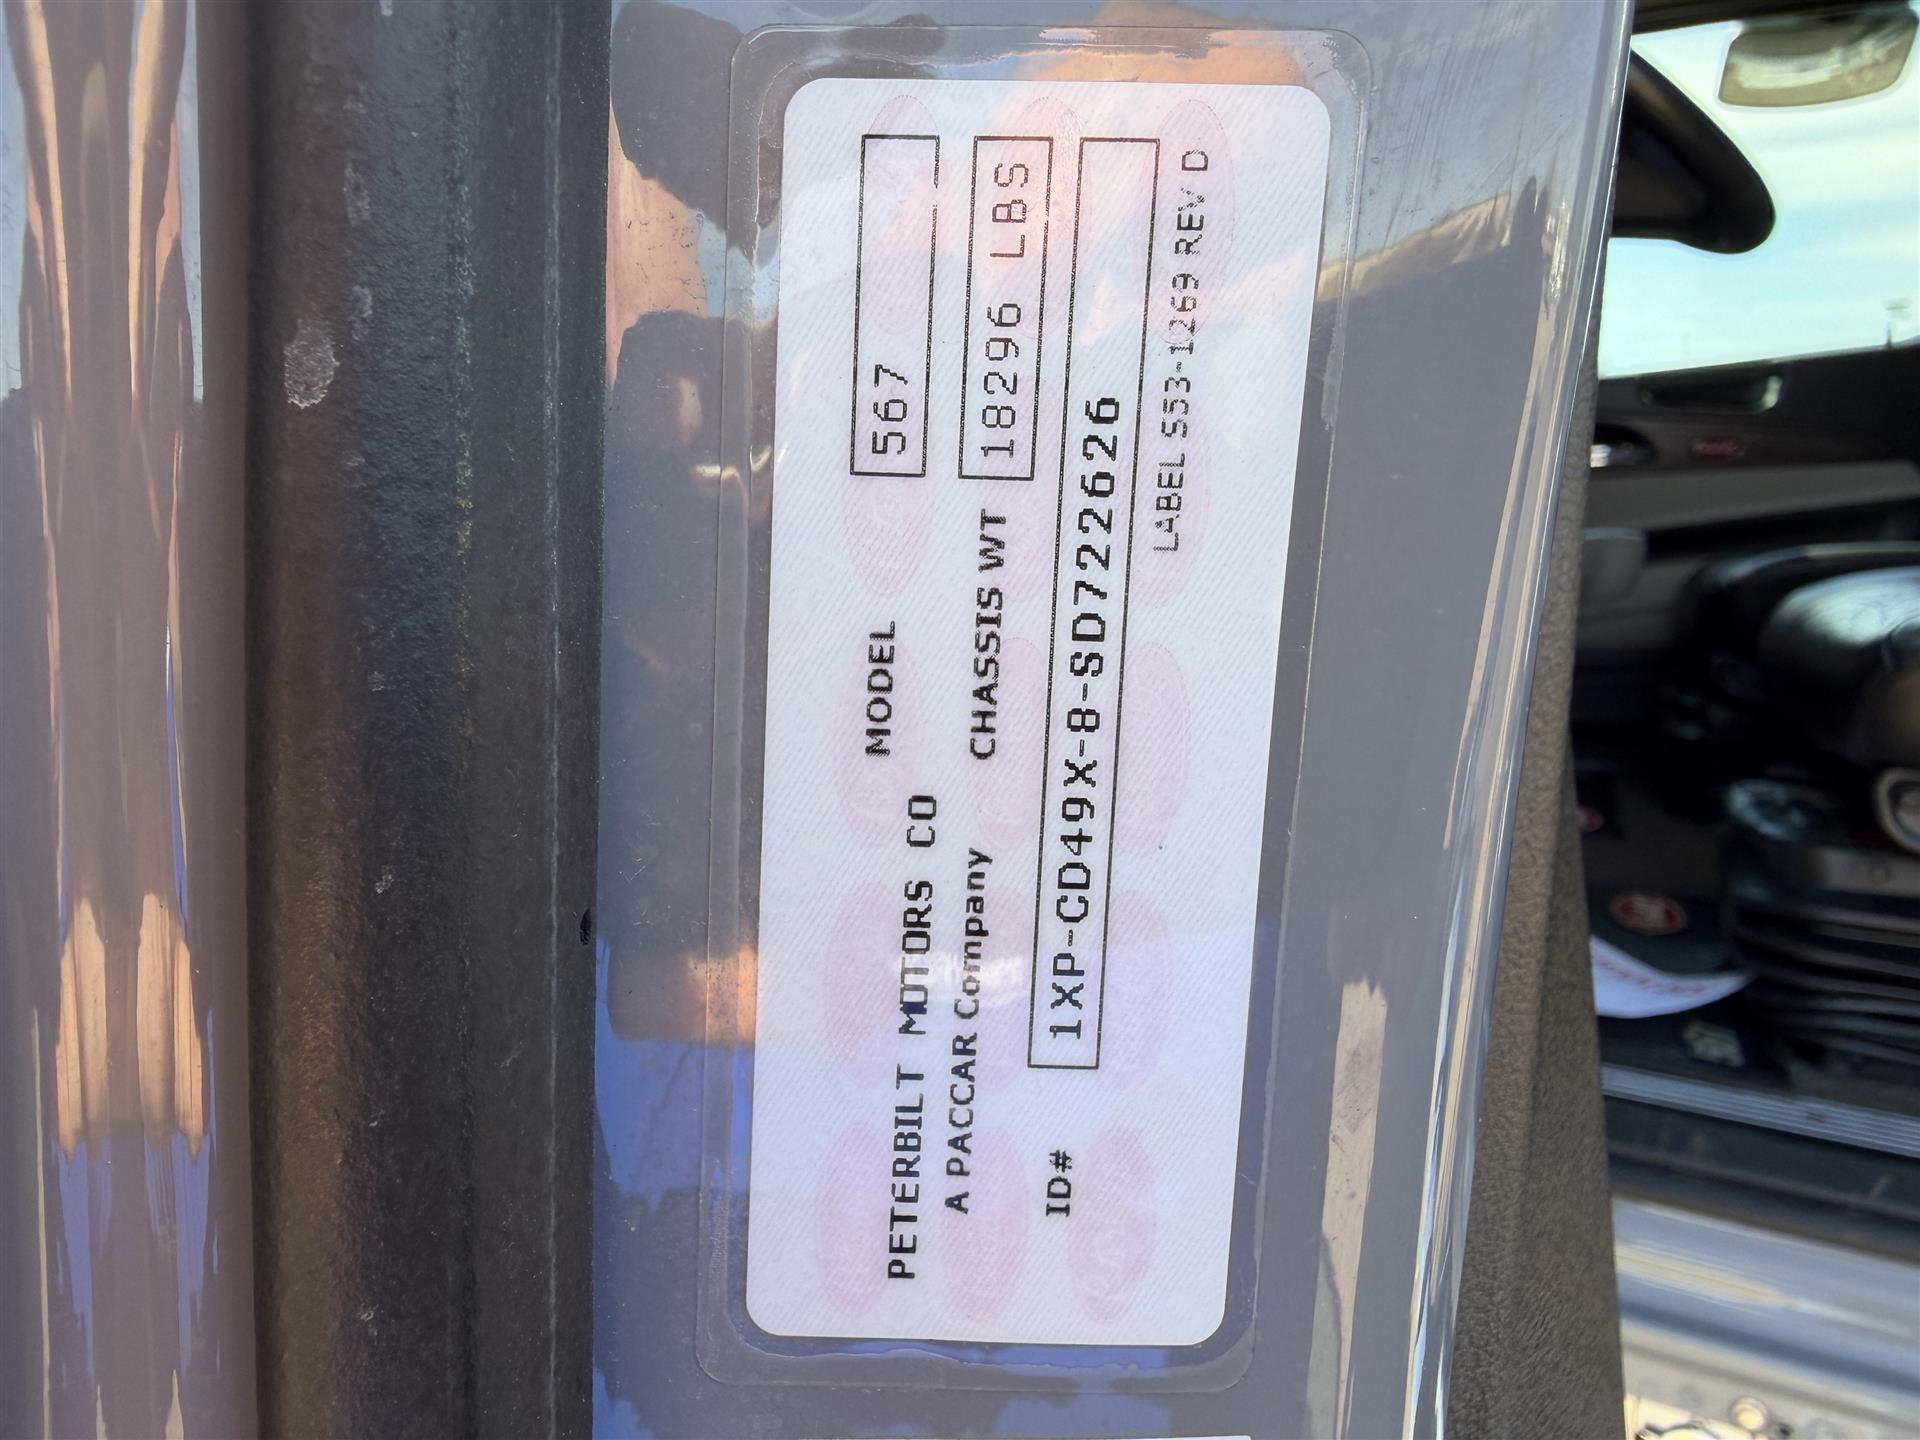 PETERBILT MOTORS CO
A PACCAR Company
MODEL 567
CHASSIS WT 18296 LBS
ID# 1XP-CD49X-8-SD722626
LABEL S53-1269 REV D